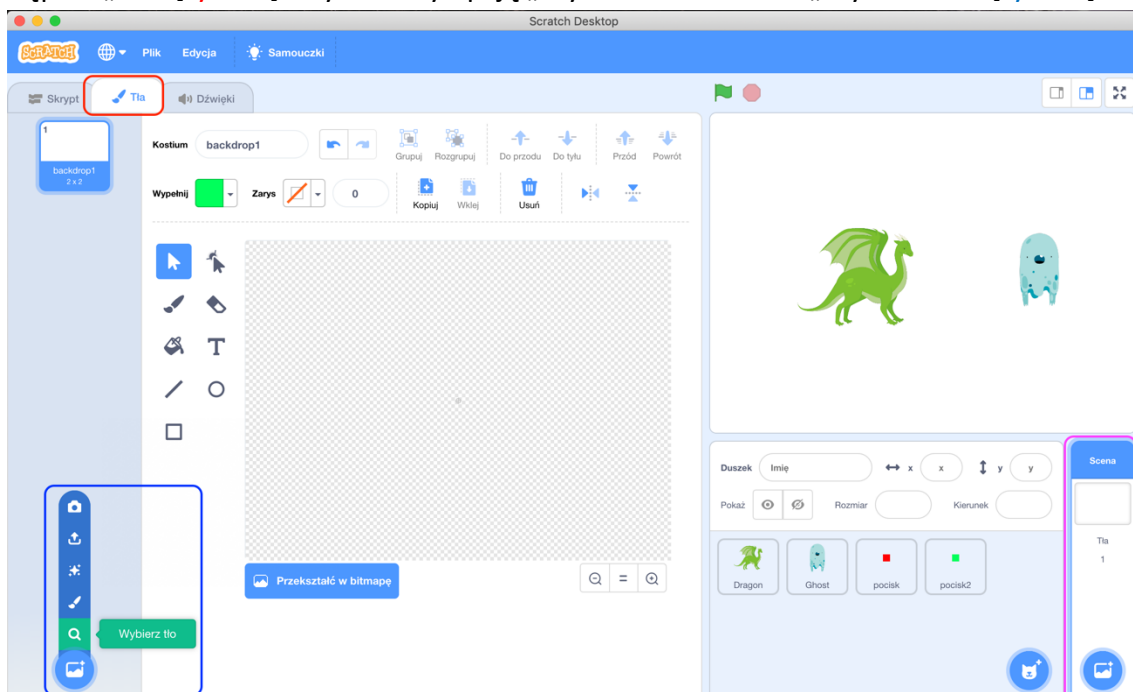 Scratch Desktop
SCRATCH Plik Edycja Samouczki
Skrypt Tła Dźwięki
1
backdrop1
2 x 2
Kostium backdrop1 Grupuj Rozgrupuj Do przodu Do tyłu Przód Powrót
Wypełnij Zarys 0 Kopiuj Wklej Usuń
T
Przekształć w bitmapę =
Wybierz tło
Duszek Imię x x y y
Pokaż Rozmiar Kierunek
Dragon Ghost pocisk pocisk2
Scena
Tła
1